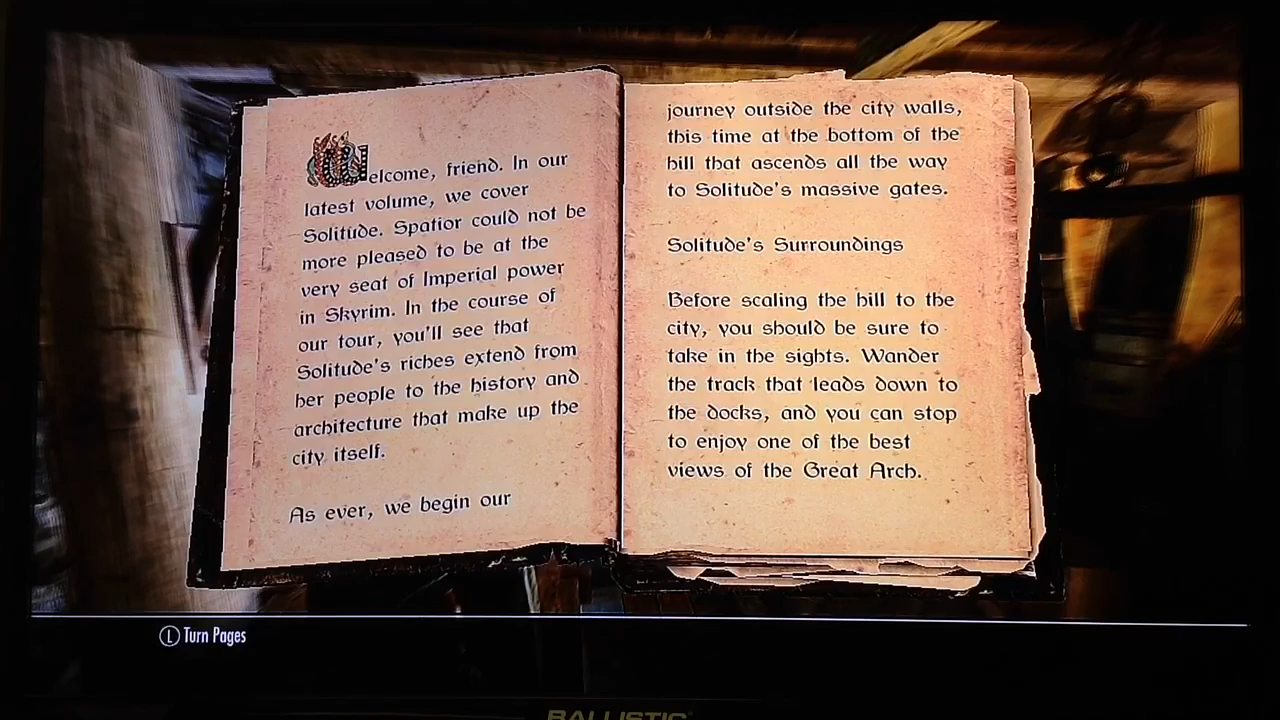 Welcome, friend. In our
latest volume, we cover
Solitude. Spatior could not be
more pleased to be at the
very seat of Imperial power
in Skyrim. In the course of
our tour, you'll see that
Solitude's riches extend from
her people to the history and
architecture that make up the
city itself.
As ever, we begin our
journey outside the city walls,
this time at the bottom of the
hill that ascends all the way
to Solitude's massive gates.
Solitude's Surroundings
Before scaling the hill to the
city, you should be sure to
take in the sights. Wander
the track that leads down to
the docks, and you can stop
to enjoy one of the best
views of the Great Arch.
L Turn Pages
BALLISTIC